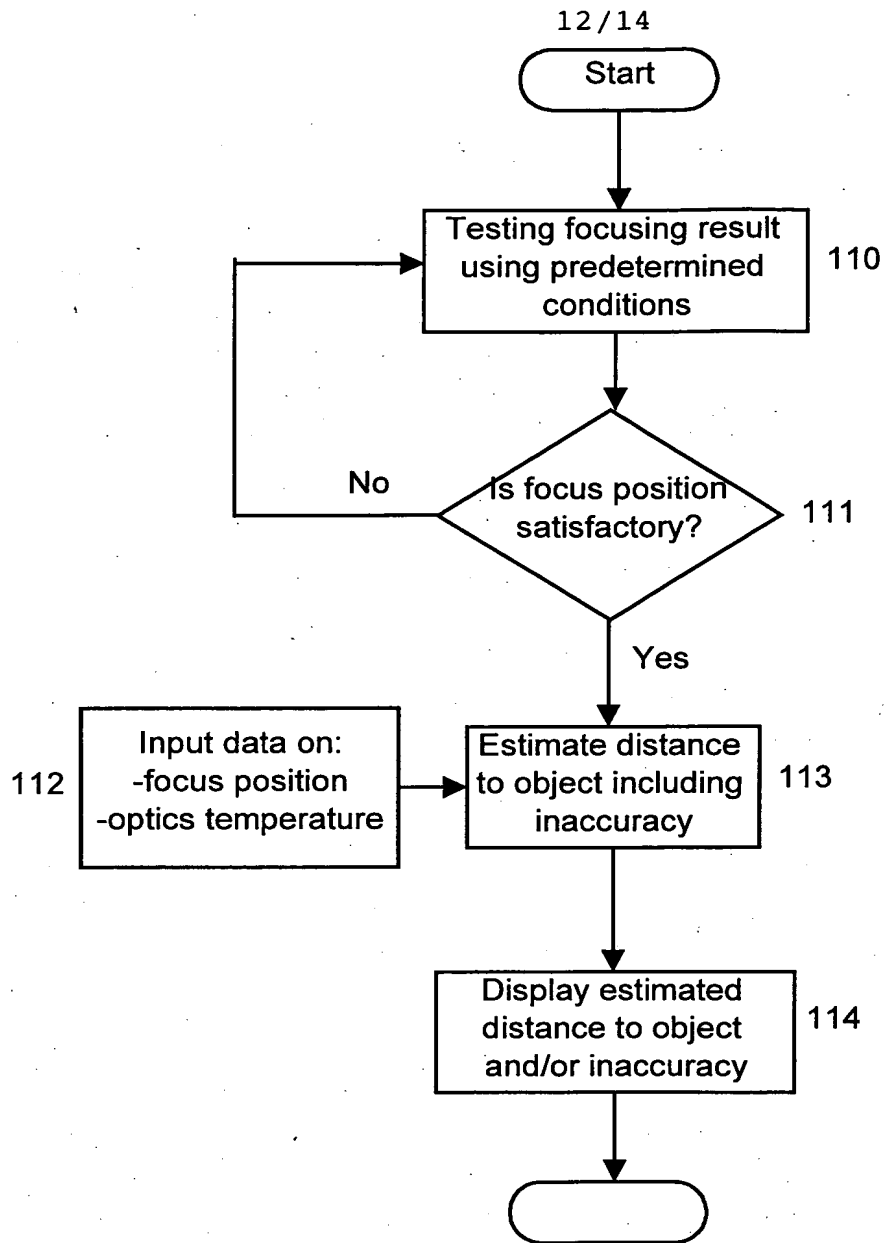 12/14
Start
Testing focusing result
using predetermined
conditions
110
No
Is focus position
satisfactory?
111
Yes
Input data on:
-focus position
-optics temperature
112
Estimate distance
to object including
inaccuracy
113
Display estimated
distance to object
and/or inaccuracy
114